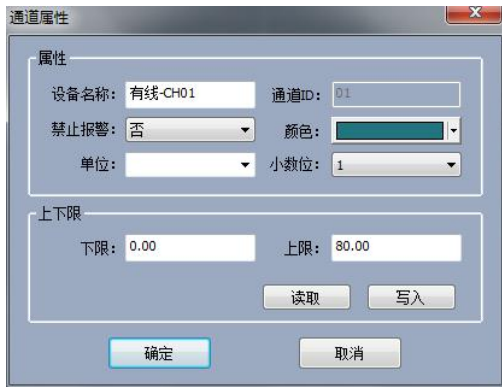 通道属性
属性
设备名称: 有线-CH01 通道ID: 01
禁止报警: 否 颜色:
单位: 小数位: 1
上下限
下限: 0.00 上限: 80.00
读取 写入
确定 取消